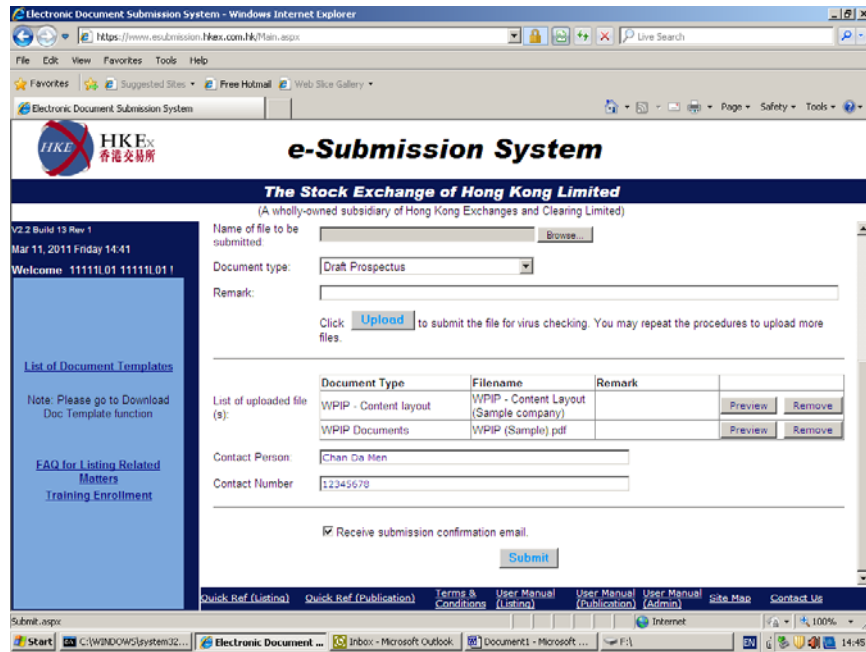 Electronic Document Submission System - Windows Internet Explorer
https://www.esubmission.hkex.com.hk/Main.aspx
Live Search
File Edit View Favorites Tools Help
Favorites Suggested Sites Free Hotmail Web Slice Gallery
Electronic Document Submission System
Page Safety Tools
HKEx
HKEx
香港交易所
e-Submission System
The Stock Exchange of Hong Kong Limited
(A wholly-owned subsidiary of Hong Kong Exchanges and Clearing Limited)
V2.2 Build 13 Rev 1
Mar 11, 2011 Friday 14:41
Welcome 11111L01 11111L01 !
List of Document Templates
Note: Please go to Download
Doc Template function
FAQ for Listing Related
Matters
Training Enrollment
Name of file to be
submitted:
Browse...
Document type: Draft Prospectus
Remark:
Click Upload to submit the file for virus checking. You may repeat the procedures to upload more
files.
List of uploaded file
(s):
Document Type Filename Remark
WPIP - Content layout WPIP - Content Layout
(Sample company) Preview Remove
WPIP Documents WPIP (Sample).pdf Preview Remove
Contact Person: Chan Da Men
Contact Number 12345678
Receive submission confirmation email.
Submit
Quick Ref (Listing) Quick Ref (Publication) Terms &
Conditions User Manual
(Listing) User Manual
(Publication) User Manual
(Admin) Site Map Contact Us
Submit.aspx Internet 100%
Start C:\WINDOWS\system32... Electronic Document ... Inbox - Microsoft Outlook Document1 - Microsoft ... F:\ EN 14:45